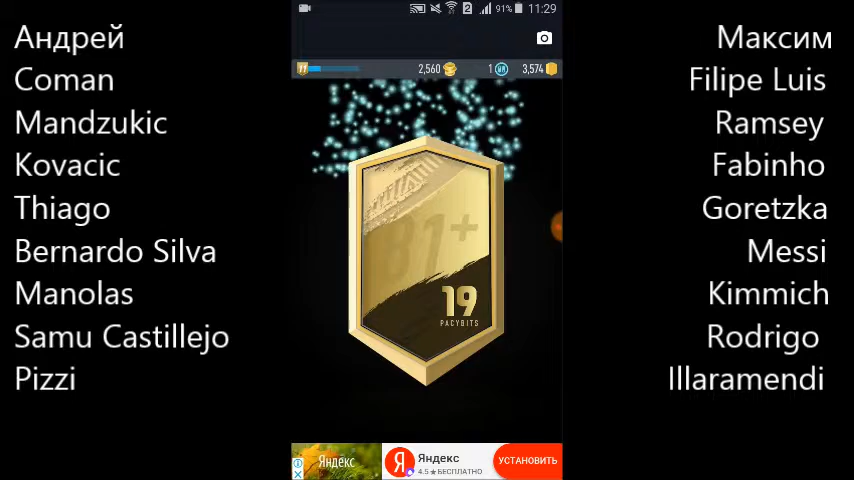 Андрей
Coman
Mandzukic
Kovacic
Thiago
Bernardo Silva
Manolas
Samu Castillejo
Pizzi
2 91% 11:29
11 2,560 1 3,574
81+
19
PACYBITS
Яндекс
Я Яндекс
4.5★БЕСПЛАТНО
УСТАНОВИТЬ
Максим
Filipe Luis
Ramsey
Fabinho
Goretzka
Messi
Kimmich
Rodrigo
Illaramendi